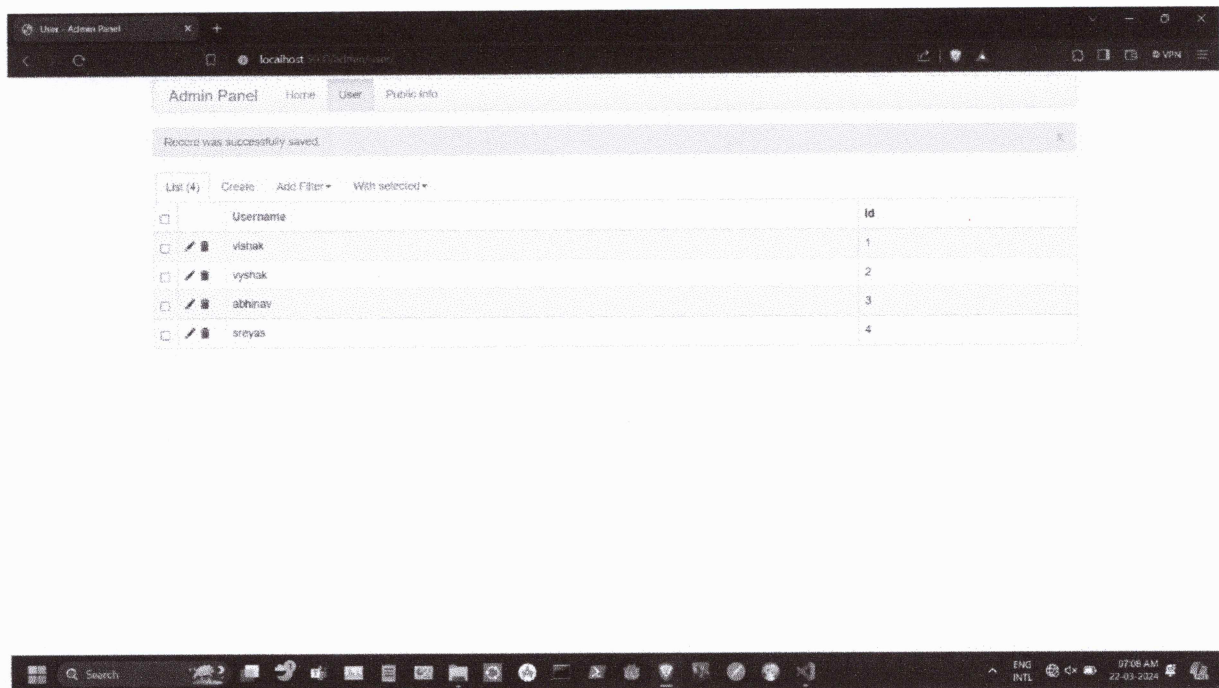 User - Admin Panel
localhost
VPN
Admin Panel Home User Public Info
Record was successfully saved.
List (4) Create Add Filter With selected
Username Id
vishak 1
vyshak 2
abhinav 3
sreyas 4
Search
ENG
INTL
07:06 AM
22-03-2024